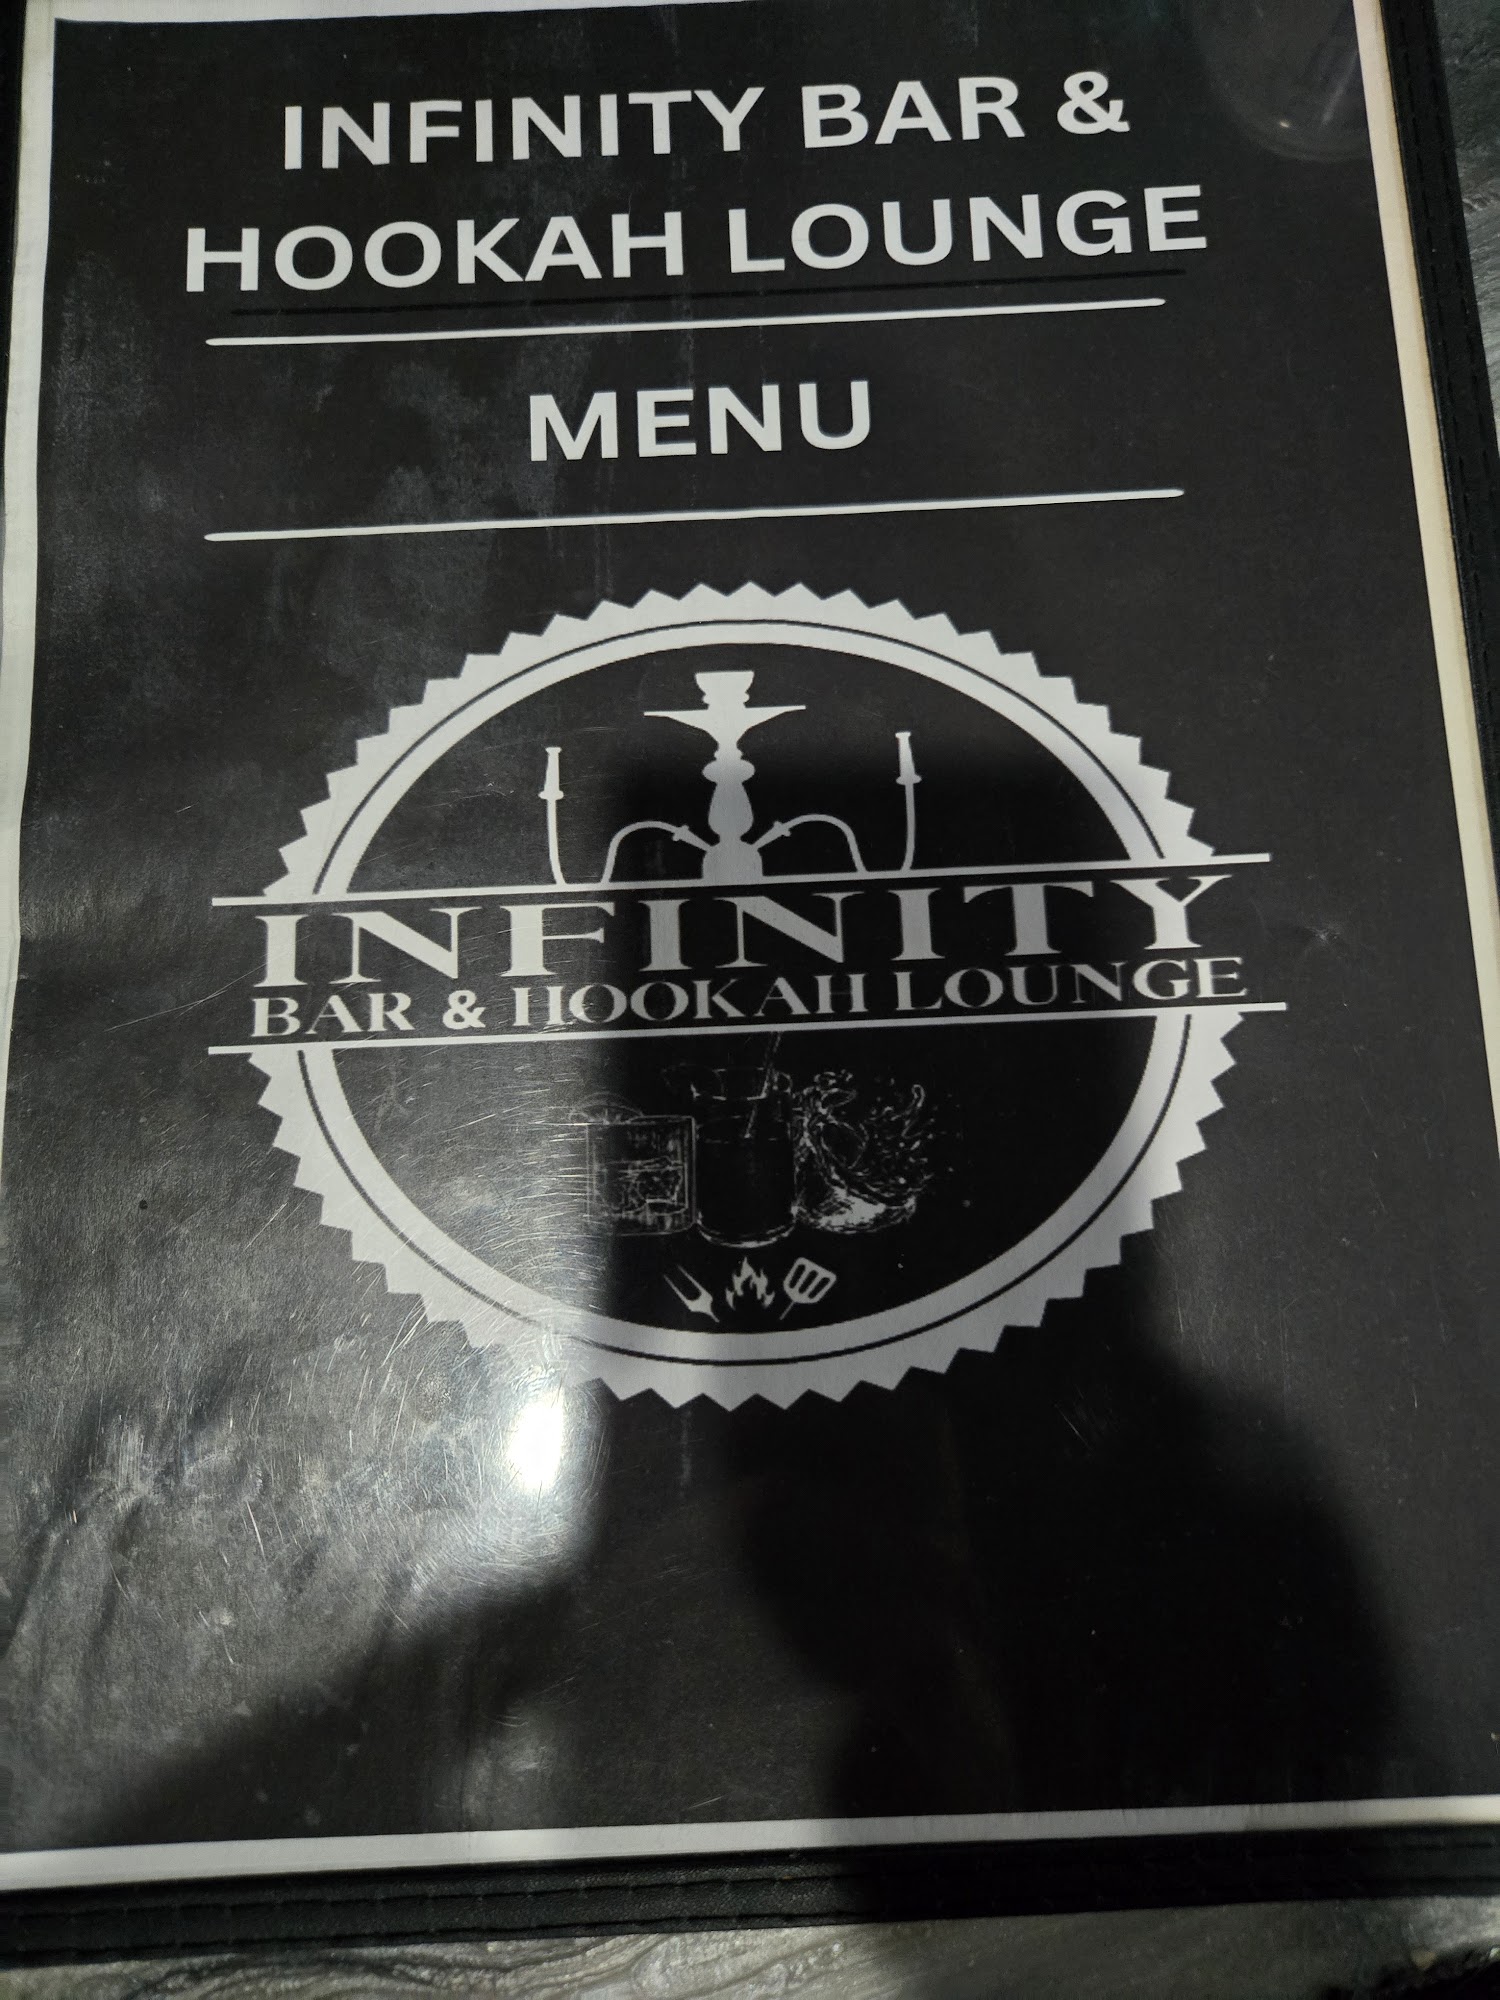 INFINITY BAR &
HOOKAH LOUNGE
MENU
INFINITY
BAR & HOOKAH LOUNGE